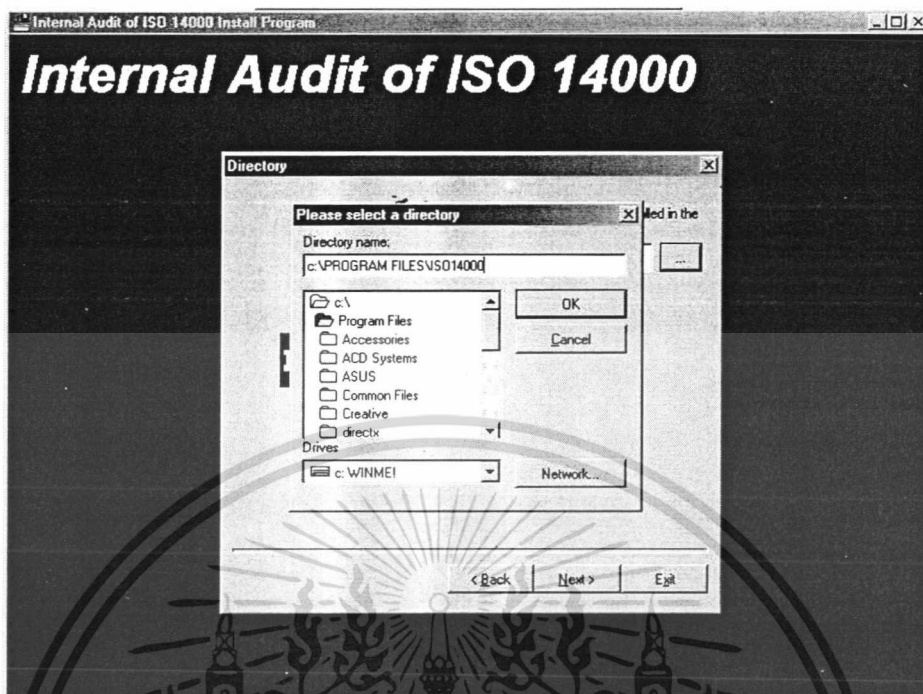 Internal Audit of ISO 14000 Install Program
Internal Audit of ISO 14000
Directory
Please select a directory
in the
Directory name:
c:\PROGRAM FILES\ISO14000
...
c:\
OK
Program Files
Accessories
Cancel
ACD Systems
ASUS
Common Files
Creative
directx
Drives
c: WINME!
Network...
< Back
Next >
Exit